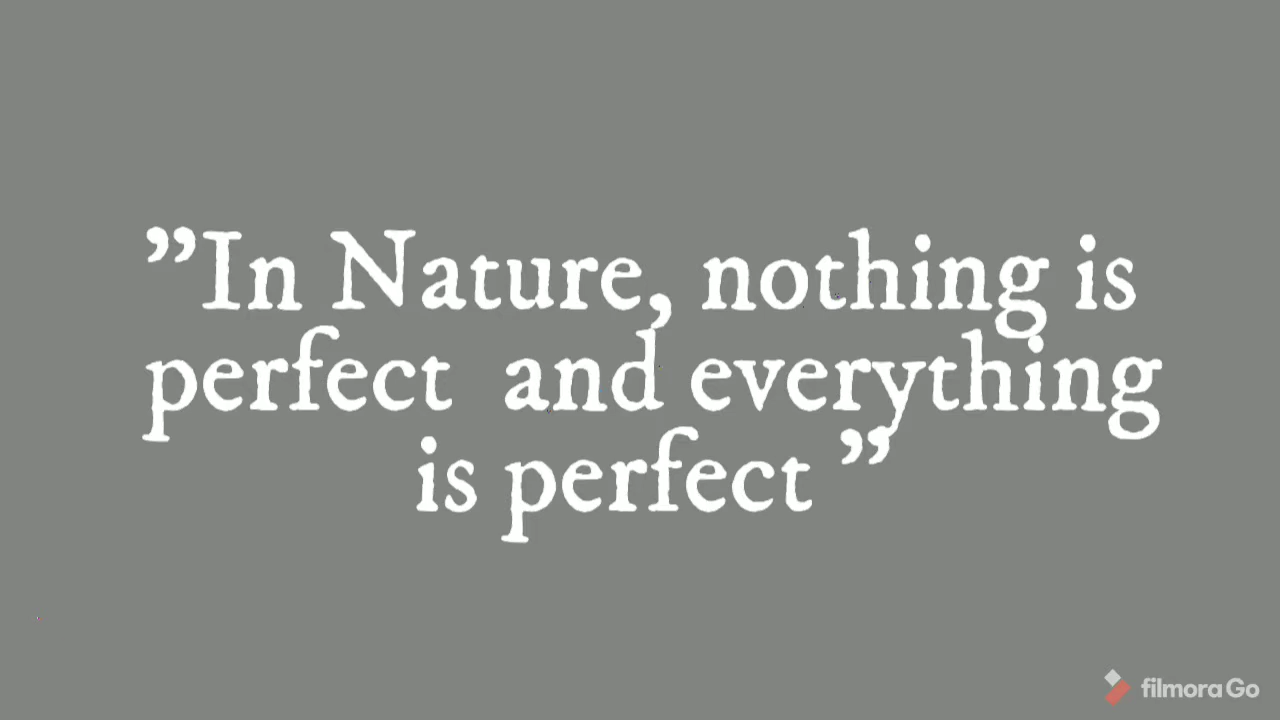 ”In Nature, nothing is
perfect and everything
is perfect ”
filmora Go